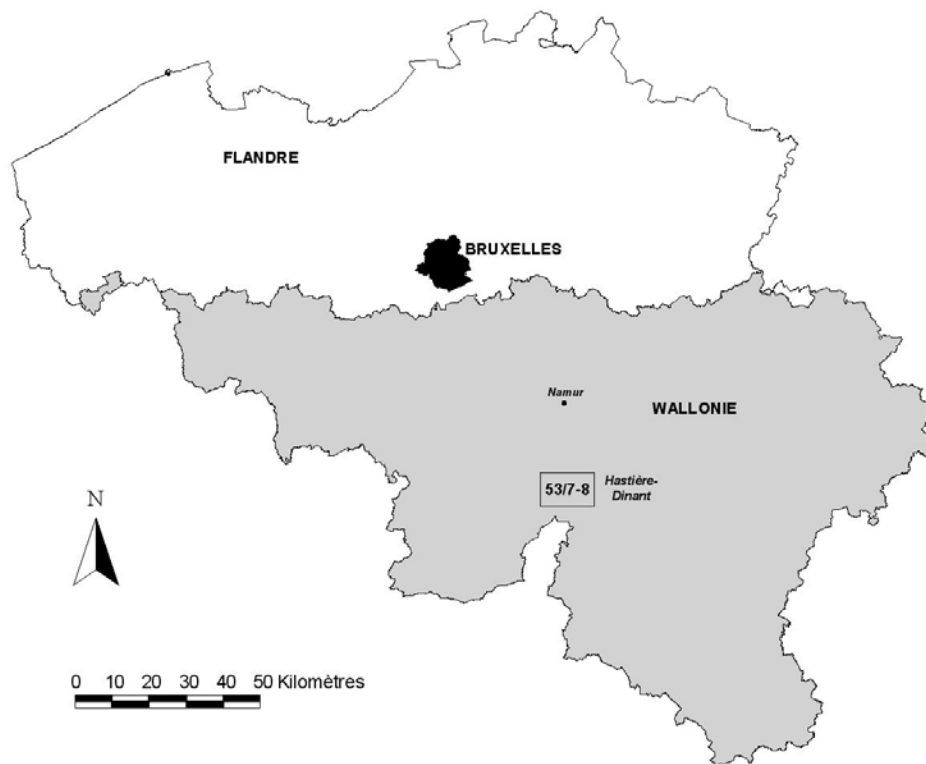 FLANDRE
BRUXELLES
Namur
WALLONIE
53/7-8
Hastière-
Dinant
N
0 10 20 30 40 50 Kilomètres